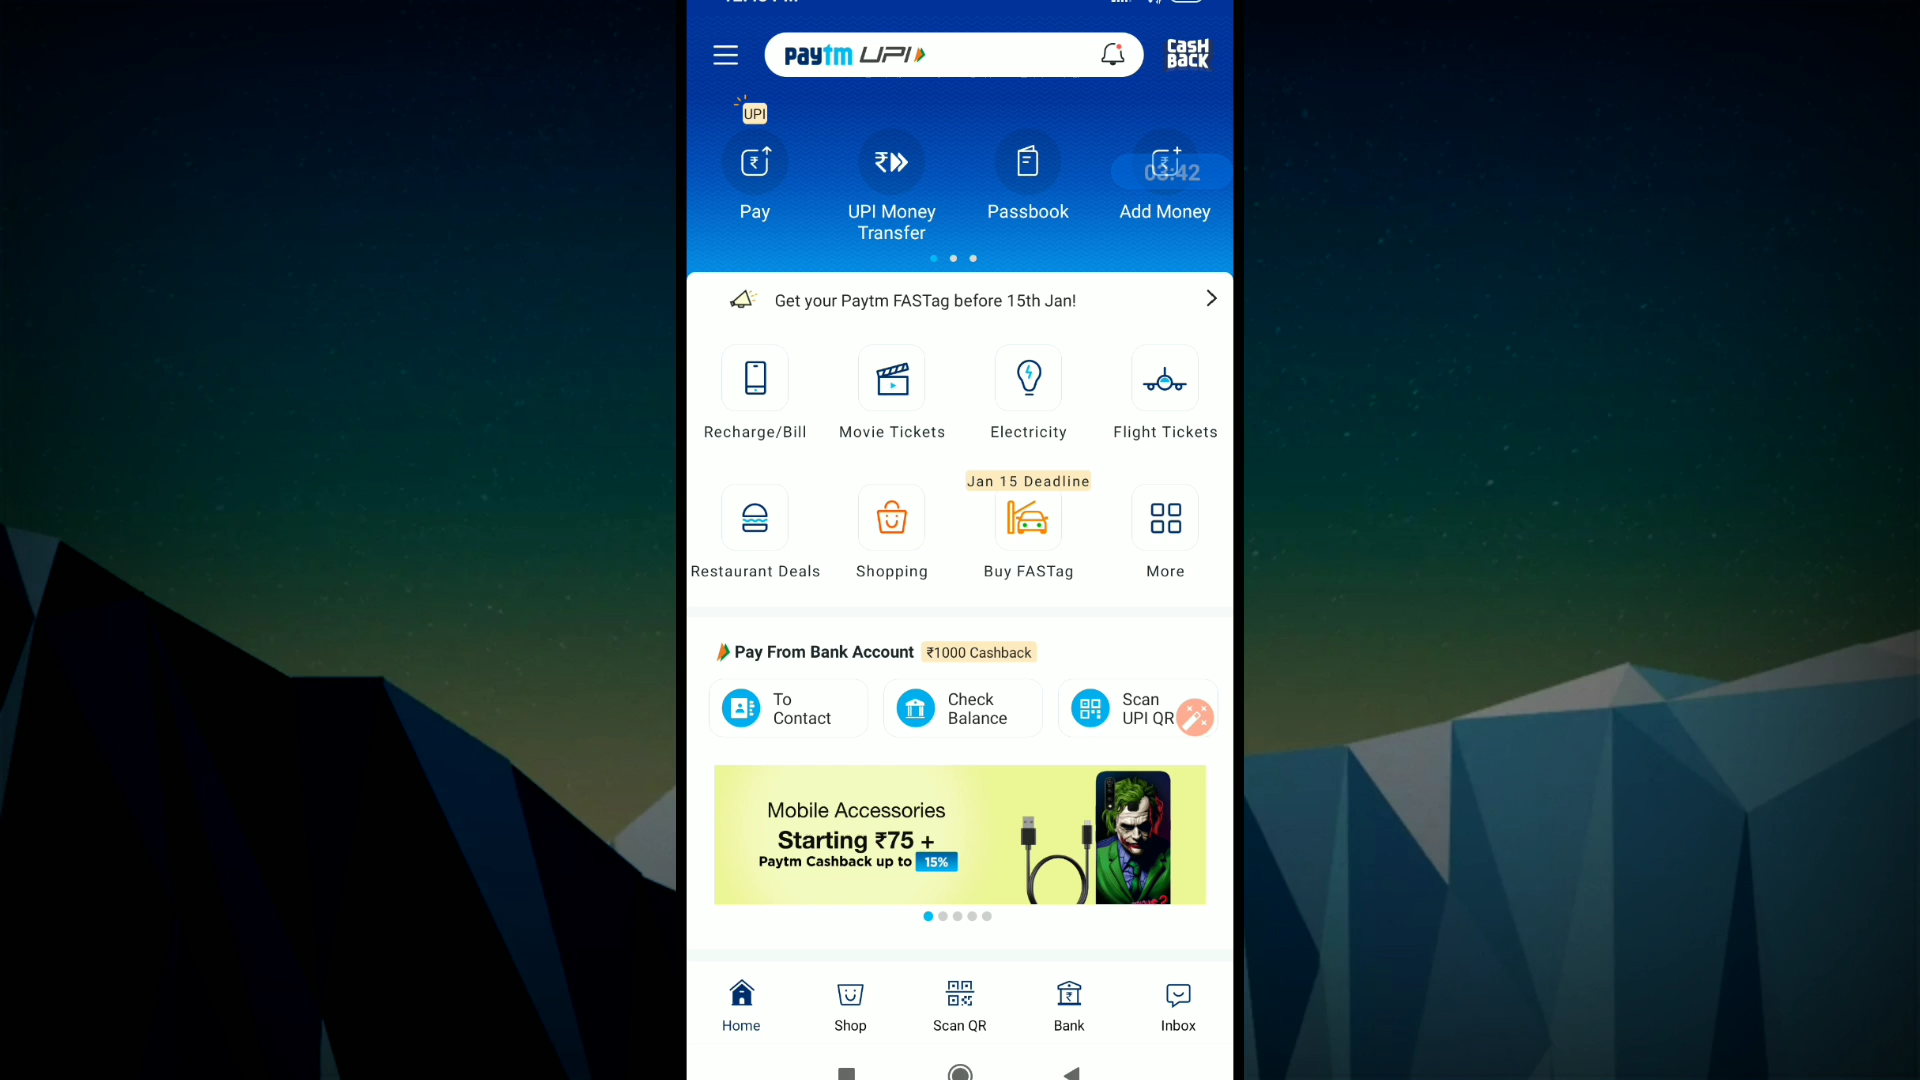 paytm UPI
CASH
BACK
UPI
03:42
Pay
UPI Money
Transfer
Passbook
Add Money
Get your Paytm FASTag before 15th Jan!
Recharge/Bill
Movie Tickets
Electricity
Flight Tickets
Jan 15 Deadline
Restaurant Deals
Shopping
Buy FASTag
More
Pay From Bank Account ₹1000 Cashback
To
Contact
Check
Balance
Scan
UPI QR
Mobile Accessories
Starting ₹75 +
Paytm Cashback up to 15%
Home
Shop
Scan QR
Bank
Inbox